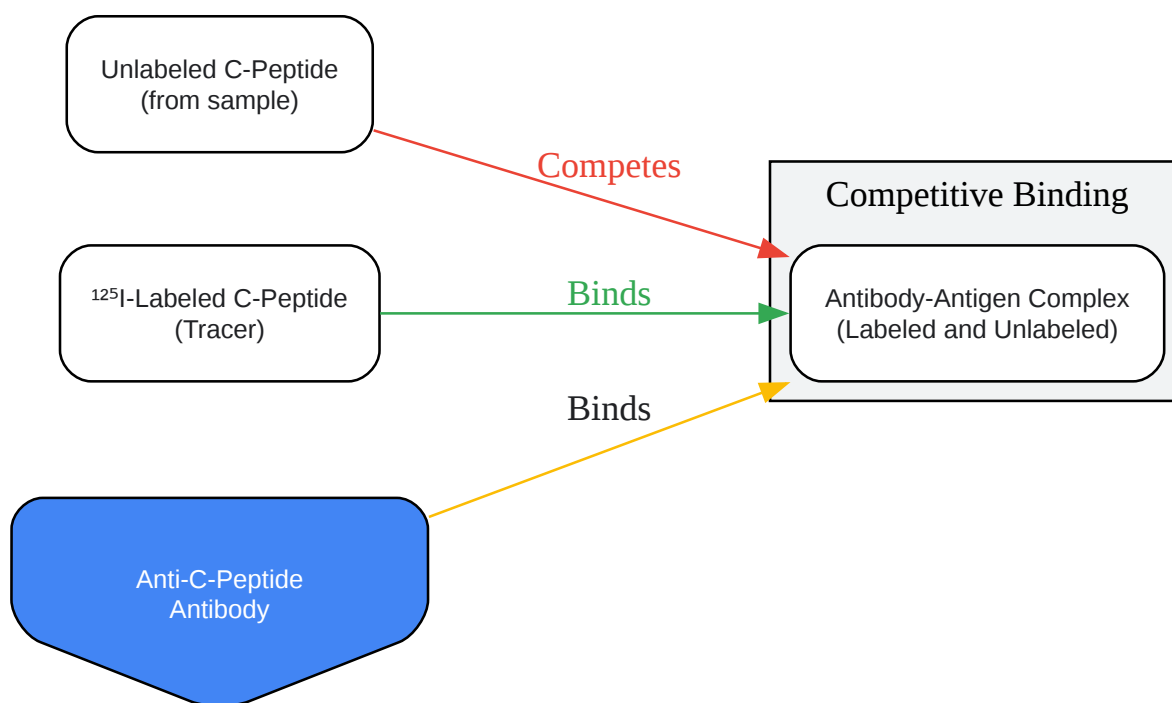 Unlabeled C-Peptide
(from sample)
Competes
Competitive Binding
¹²⁵I-Labeled C-Peptide
(Tracer)
Binds
Antibody-Antigen Complex
(Labeled and Unlabeled)
Binds
Anti-C-Peptide
Antibody